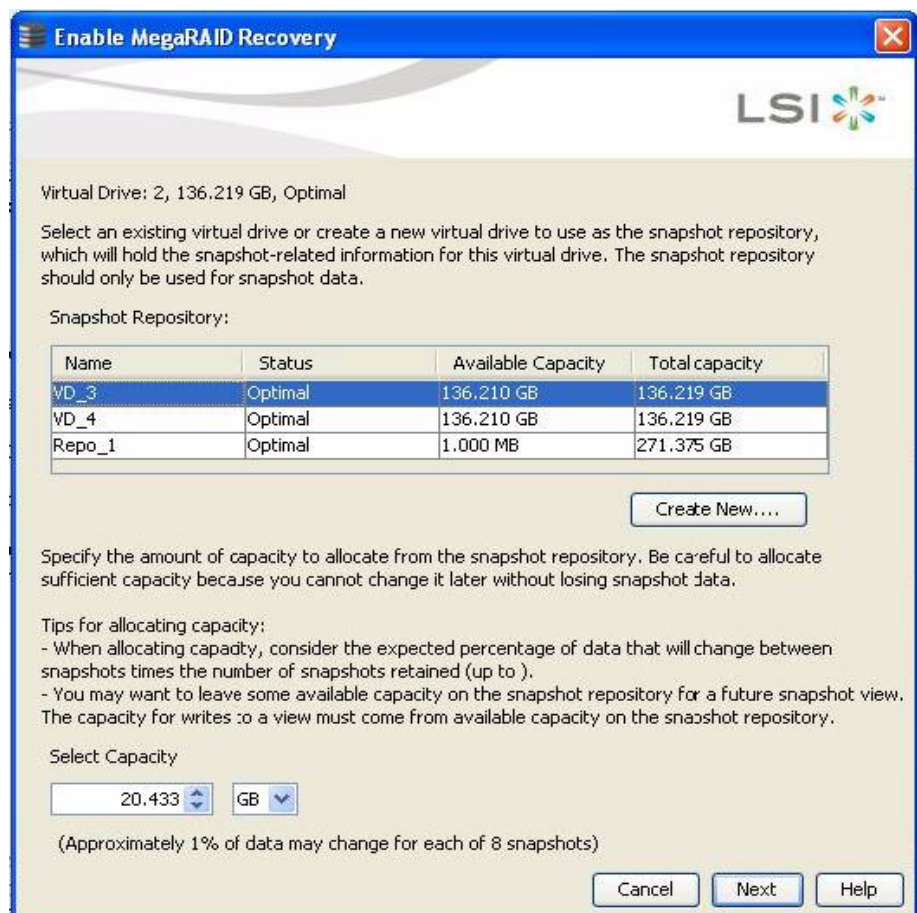 Enable MegaRAID Recovery
LSI
Virtual Drive: 2, 136.219 GB, Optimal
Select an existing virtual drive or create a new virtual drive to use as the snapshot repository,
which will hold the snapshot-related information for this virtual drive. The snapshot repository
should only be used for snapshot data.
Snapshot Repository:
Name Status Available Capacity Total capacity
VD_3 Optimal 136.210 GB 136.219 GB
VD_4 Optimal 136.210 GB 136.219 GB
Repo_1 Optimal 1.000 MB 271.375 GB
Create New....
Specify the amount of capacity to allocate from the snapshot repository. Be careful to allocate
sufficient capacity because you cannot change it later without losing snapshot data.
Tips for allocating capacity:
- When allocating capacity, consider the expected percentage of data that will change between
snapshots times the number of snapshots retained (up to ).
- You may want to leave some available capacity on the snapshot repository for a future snapshot view.
The capacity for writes to a view must come from available capacity on the snapshot repository.
Select Capacity
20.433 GB
(Approximately 1% of data may change for each of 8 snapshots)
Cancel Next Help